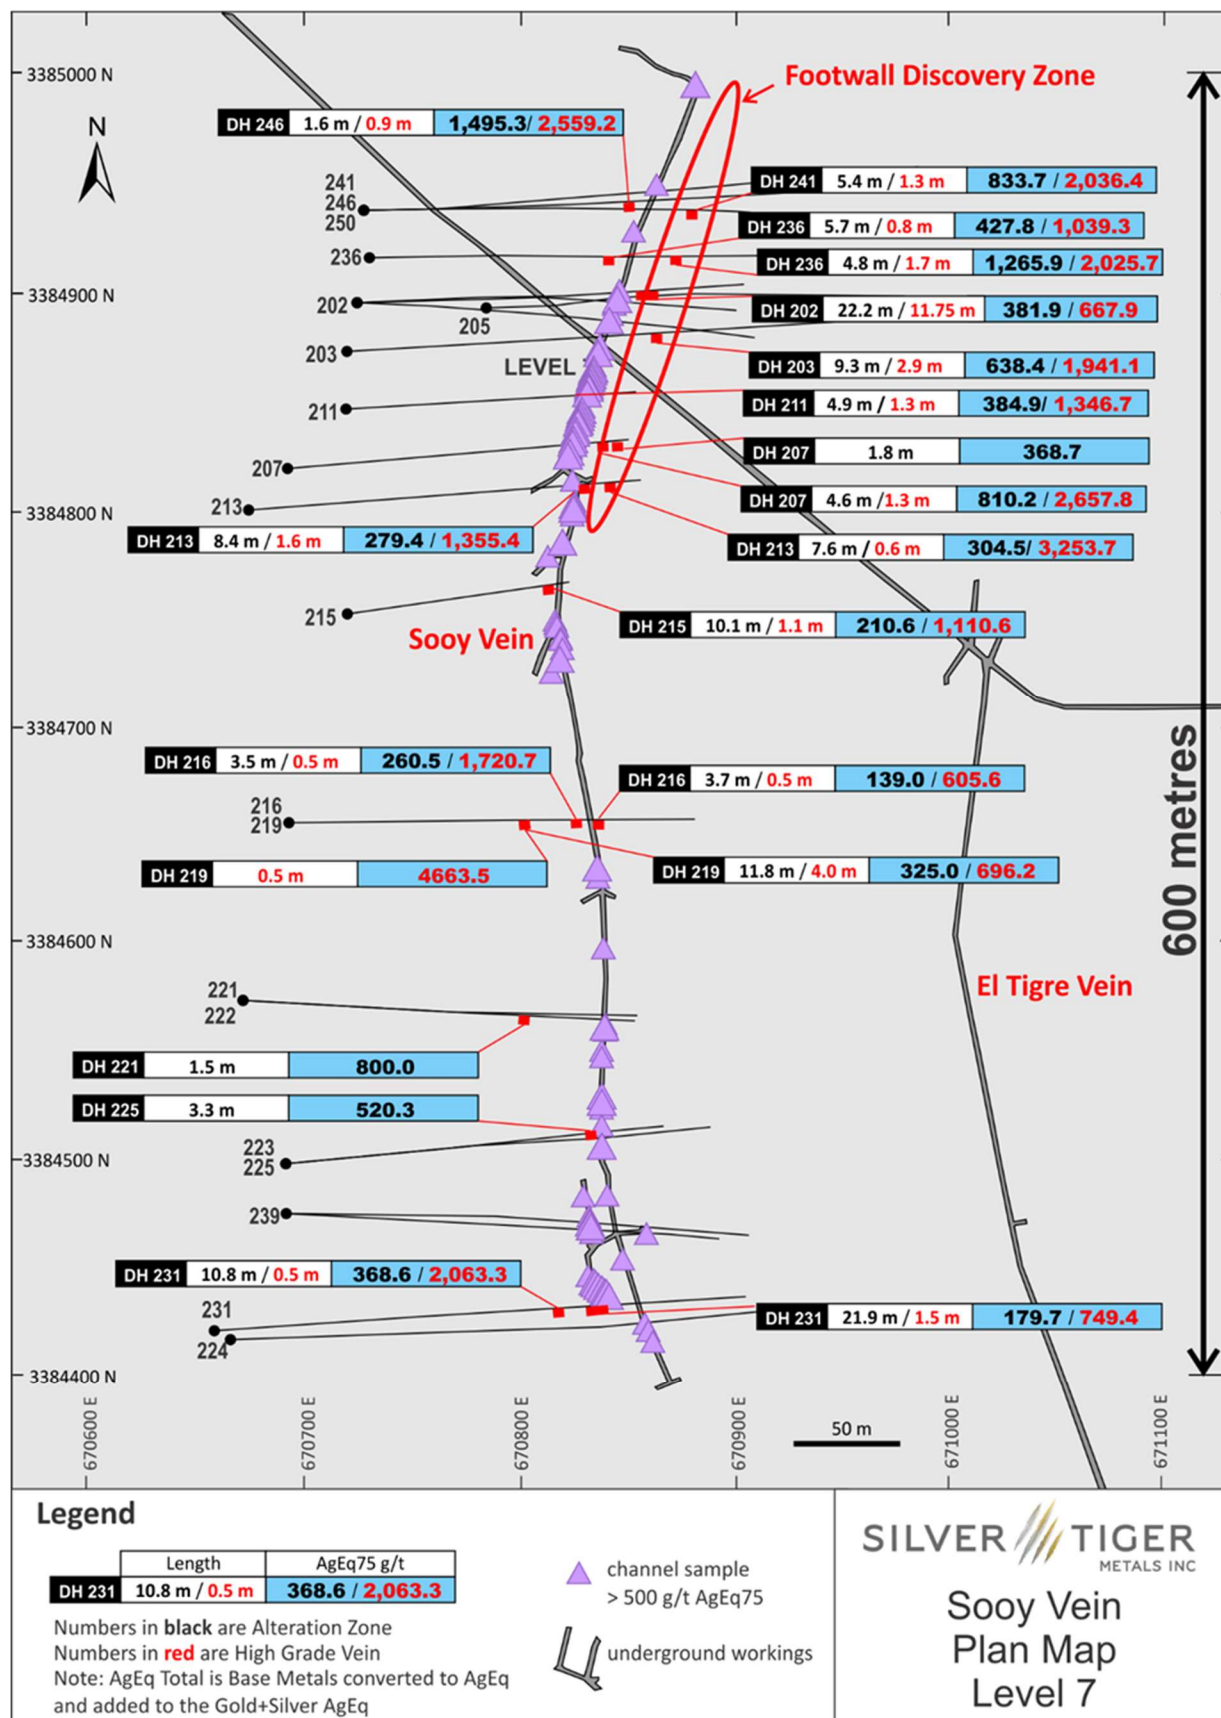 Footwall Discovery Zone
3385000 N
N
DH 246 1.6 m / 0.9 m 1,495.3/ 2,559.2
241
246
250
DH 241 5.4 m / 1.3 m 833.7 / 2,036.4
DH 236 5.7 m / 0.8 m 427.8 / 1,039.3
236
DH 236 4.8 m / 1.7 m 1,265.9 / 2,025.7
3384900 N
202
205
DH 202 22.2 m / 11.75 m 381.9 / 667.9
203
LEVEL
DH 203 9.3 m / 2.9 m 638.4 / 1,941.1
211
DH 211 4.9 m / 1.3 m 384.9/ 1,346.7
207
DH 207 1.8 m 368.7
213
DH 207 4.6 m /1.3 m 810.2 / 2,657.8
3384800 N
DH 213 8.4 m / 1.6 m 279.4 / 1,355.4
DH 213 7.6 m / 0.6 m 304.5/ 3,253.7
215
Sooy Vein
DH 215 10.1 m / 1.1 m 210.6 / 1,110.6
3384700 N
600 metres
DH 216 3.5 m / 0.5 m 260.5 / 1,720.7
DH 216 3.7 m / 0.5 m 139.0 / 605.6
216
219
DH 219 0.5 m 4663.5
DH 219 11.8 m / 4.0 m 325.0 / 696.2
3384600 N
El Tigre Vein
221
222
DH 221 1.5 m 800.0
DH 225 3.3 m 520.3
223
225
3384500 N
239
DH 231 10.8 m / 0.5 m 368.6 / 2,063.3
231
224
DH 231 21.9 m / 1.5 m 179.7 / 749.4
3384400 N
670600 E
670700 E
670800 E
670900 E
671000 E
671100 E
50 m
Legend
Length AgEq75 g/t
DH 231 10.8 m / 0.5 m 368.6 / 2,063.3
Numbers in black are Alteration Zone
Numbers in red are High Grade Vein
Note: AgEq Total is Base Metals converted to AgEq
and added to the Gold+Silver AgEq
channel sample
> 500 g/t AgEq75
underground workings
SILVER TIGER
METALS INC
Sooy Vein
Plan Map
Level 7